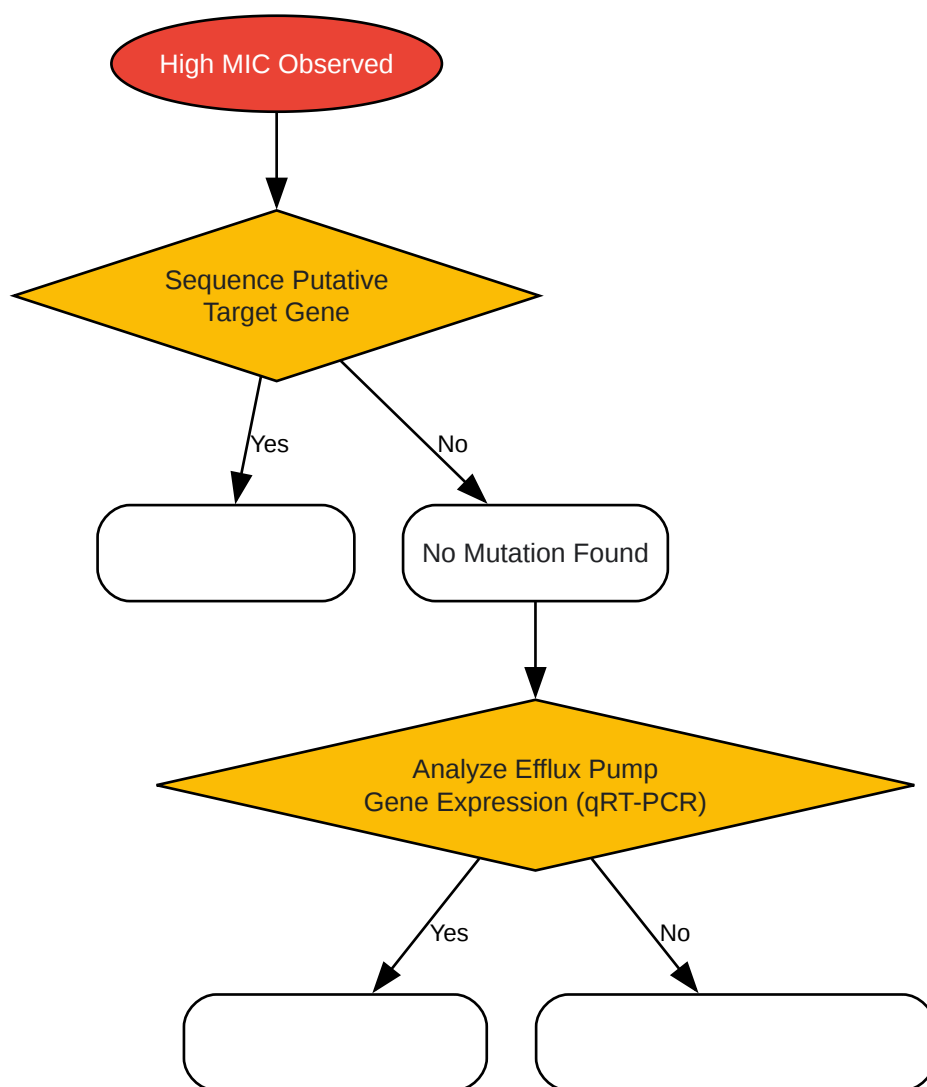 High MIC Observed
Sequence Putative
Target Gene
Yes
No
No Mutation Found
Analyze Efflux Pump
Gene Expression (qRT-PCR)
Yes
No